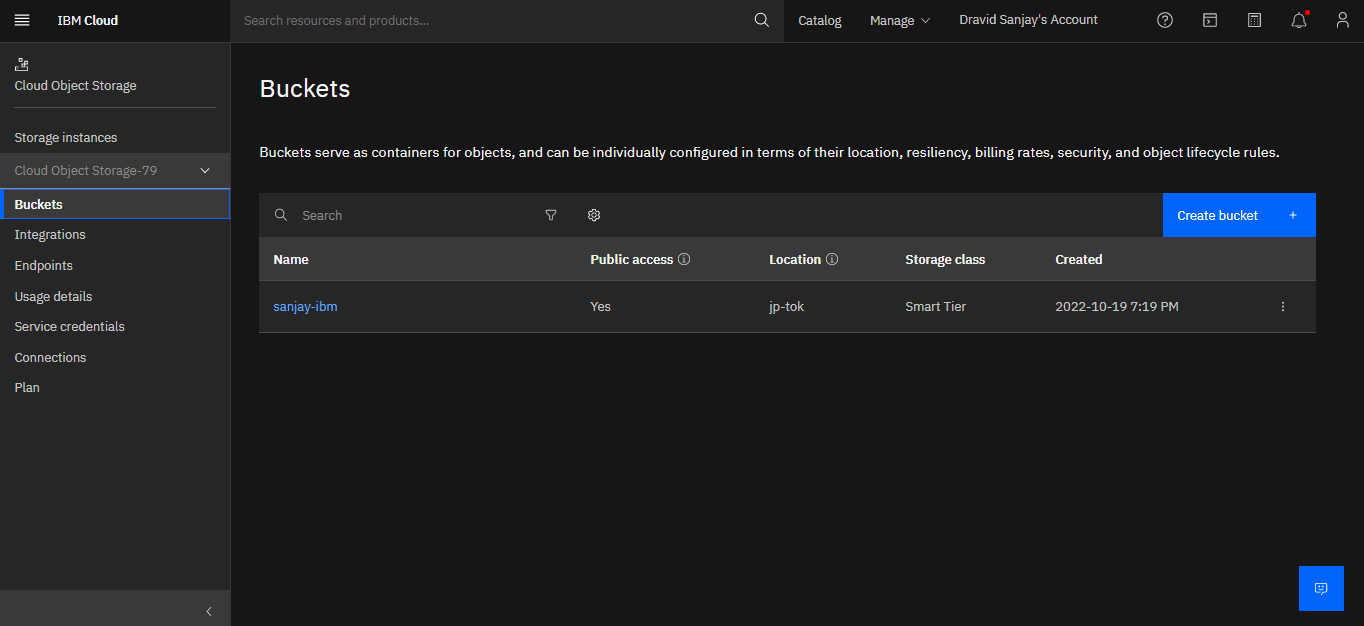 IBM Cloud
Search resources and products...
Catalog
Manage
Dravid Sanjay's Account
Cloud Object Storage
Storage instances
Cloud Object Storage-79
Buckets
Integrations
Endpoints
Usage details
Service credentials
Connections
Plan
Buckets
Buckets serve as containers for objects, and can be individually configured in terms of their location, resiliency, billing rates, security, and object lifecycle rules.
Search
Create bucket +
Name Public access Location Storage class Created
sanjay-ibm Yes jp-tok Smart Tier 2022-10-19 7:19 PM